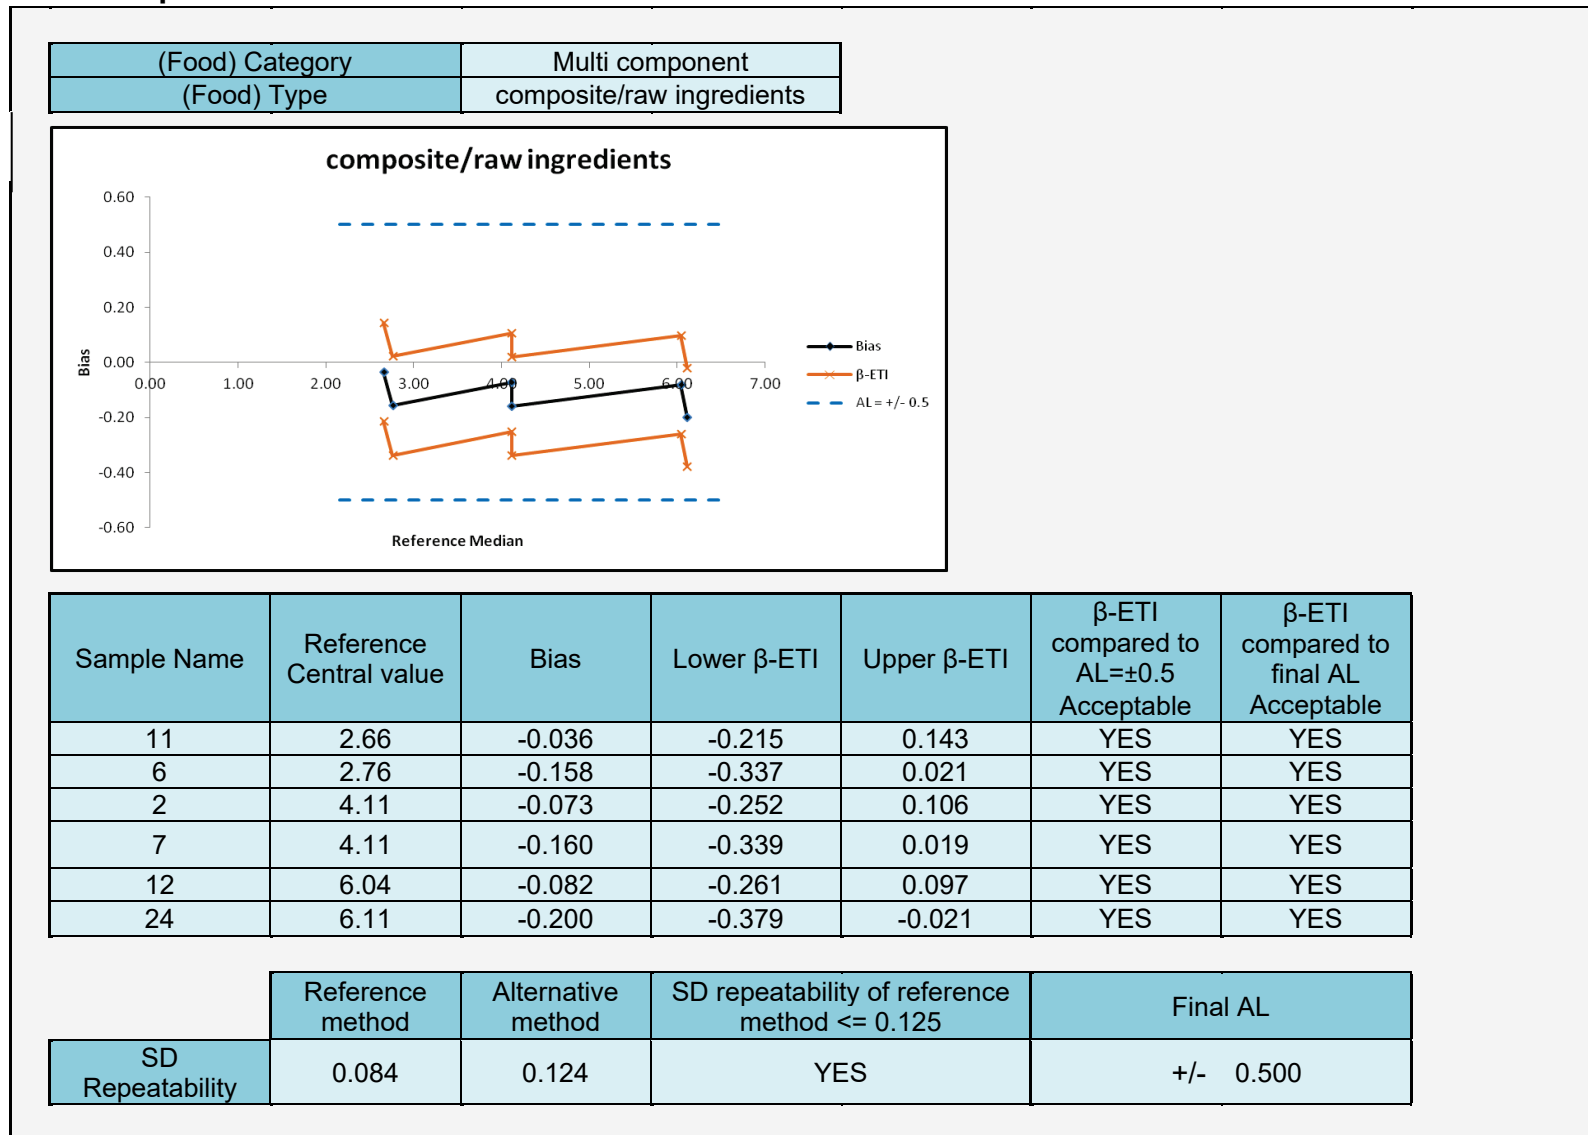 (Food) Category Multi component
(Food) Type composite/raw ingredients
composite/raw ingredients
0.60
0.40
0.20
0.00
0.00 1.00 2.00 3.00 4.00 5.00 6.00 7.00
-0.20
-0.40
-0.60
Bias
Reference Median
Bias
β-ETI
AL = +/- 0.5
Sample Name Reference Central value Bias Lower β-ETI Upper β-ETI β-ETI compared to AL=±0.5 Acceptable β-ETI compared to final AL Acceptable
11 2.66 -0.036 -0.215 0.143 YES YES
6 2.76 -0.158 -0.337 0.021 YES YES
2 4.11 -0.073 -0.252 0.106 YES YES
7 4.11 -0.160 -0.339 0.019 YES YES
12 6.04 -0.082 -0.261 0.097 YES YES
24 6.11 -0.200 -0.379 -0.021 YES YES
Reference method Alternative method SD repeatability of reference method <= 0.125 Final AL
SD Repeatability 0.084 0.124 YES +/- 0.500